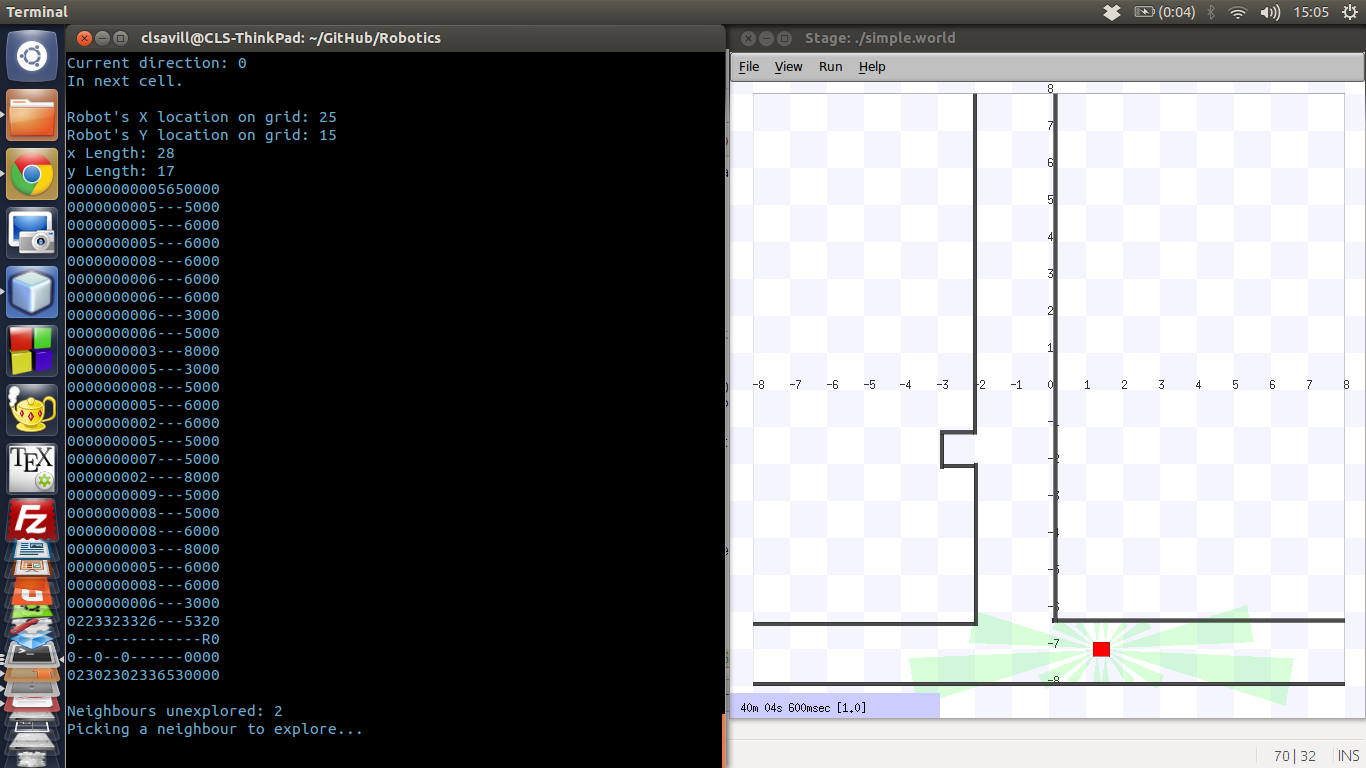 Terminal
(0:04)
15:05
clsavill@CLS-ThinkPad: ~/GitHub/Robotics
Current direction: 0
In next cell.
Robot's X location on grid: 25
Robot's Y location on grid: 15
x Length: 28
y Length: 17
00000000005650000
0000000005---5000
0000000005---6000
0000000005---6000
0000000008---6000
0000000006---6000
0000000006---6000
0000000006---3000
0000000006---5000
0000000003---8000
0000000005---3000
0000000008---5000
0000000005---6000
0000000002---6000
0000000005---5000
0000000007---5000
000000002----8000
0000000009---5000
0000000008---5000
0000000008---6000
0000000003---8000
0000000005---6000
0000000008---6000
0000000006---3000
0223323326---5320
0--------------R0
0--0--0------0000
02302302336530000
Neighbours unexplored: 2
Picking a neighbour to explore...
Stage: ./simple.world
File View Run Help
8
7
6
5
4
3
2
1
-8 -7 -6 -5 -4 -3 -2 -1 0 1 2 3 4 5 6 7 8
-1
-2
-3
-4
-5
-6
-7
-8
40m 04s 600msec [1.0]
70 | 32 INS
TEX
Fz